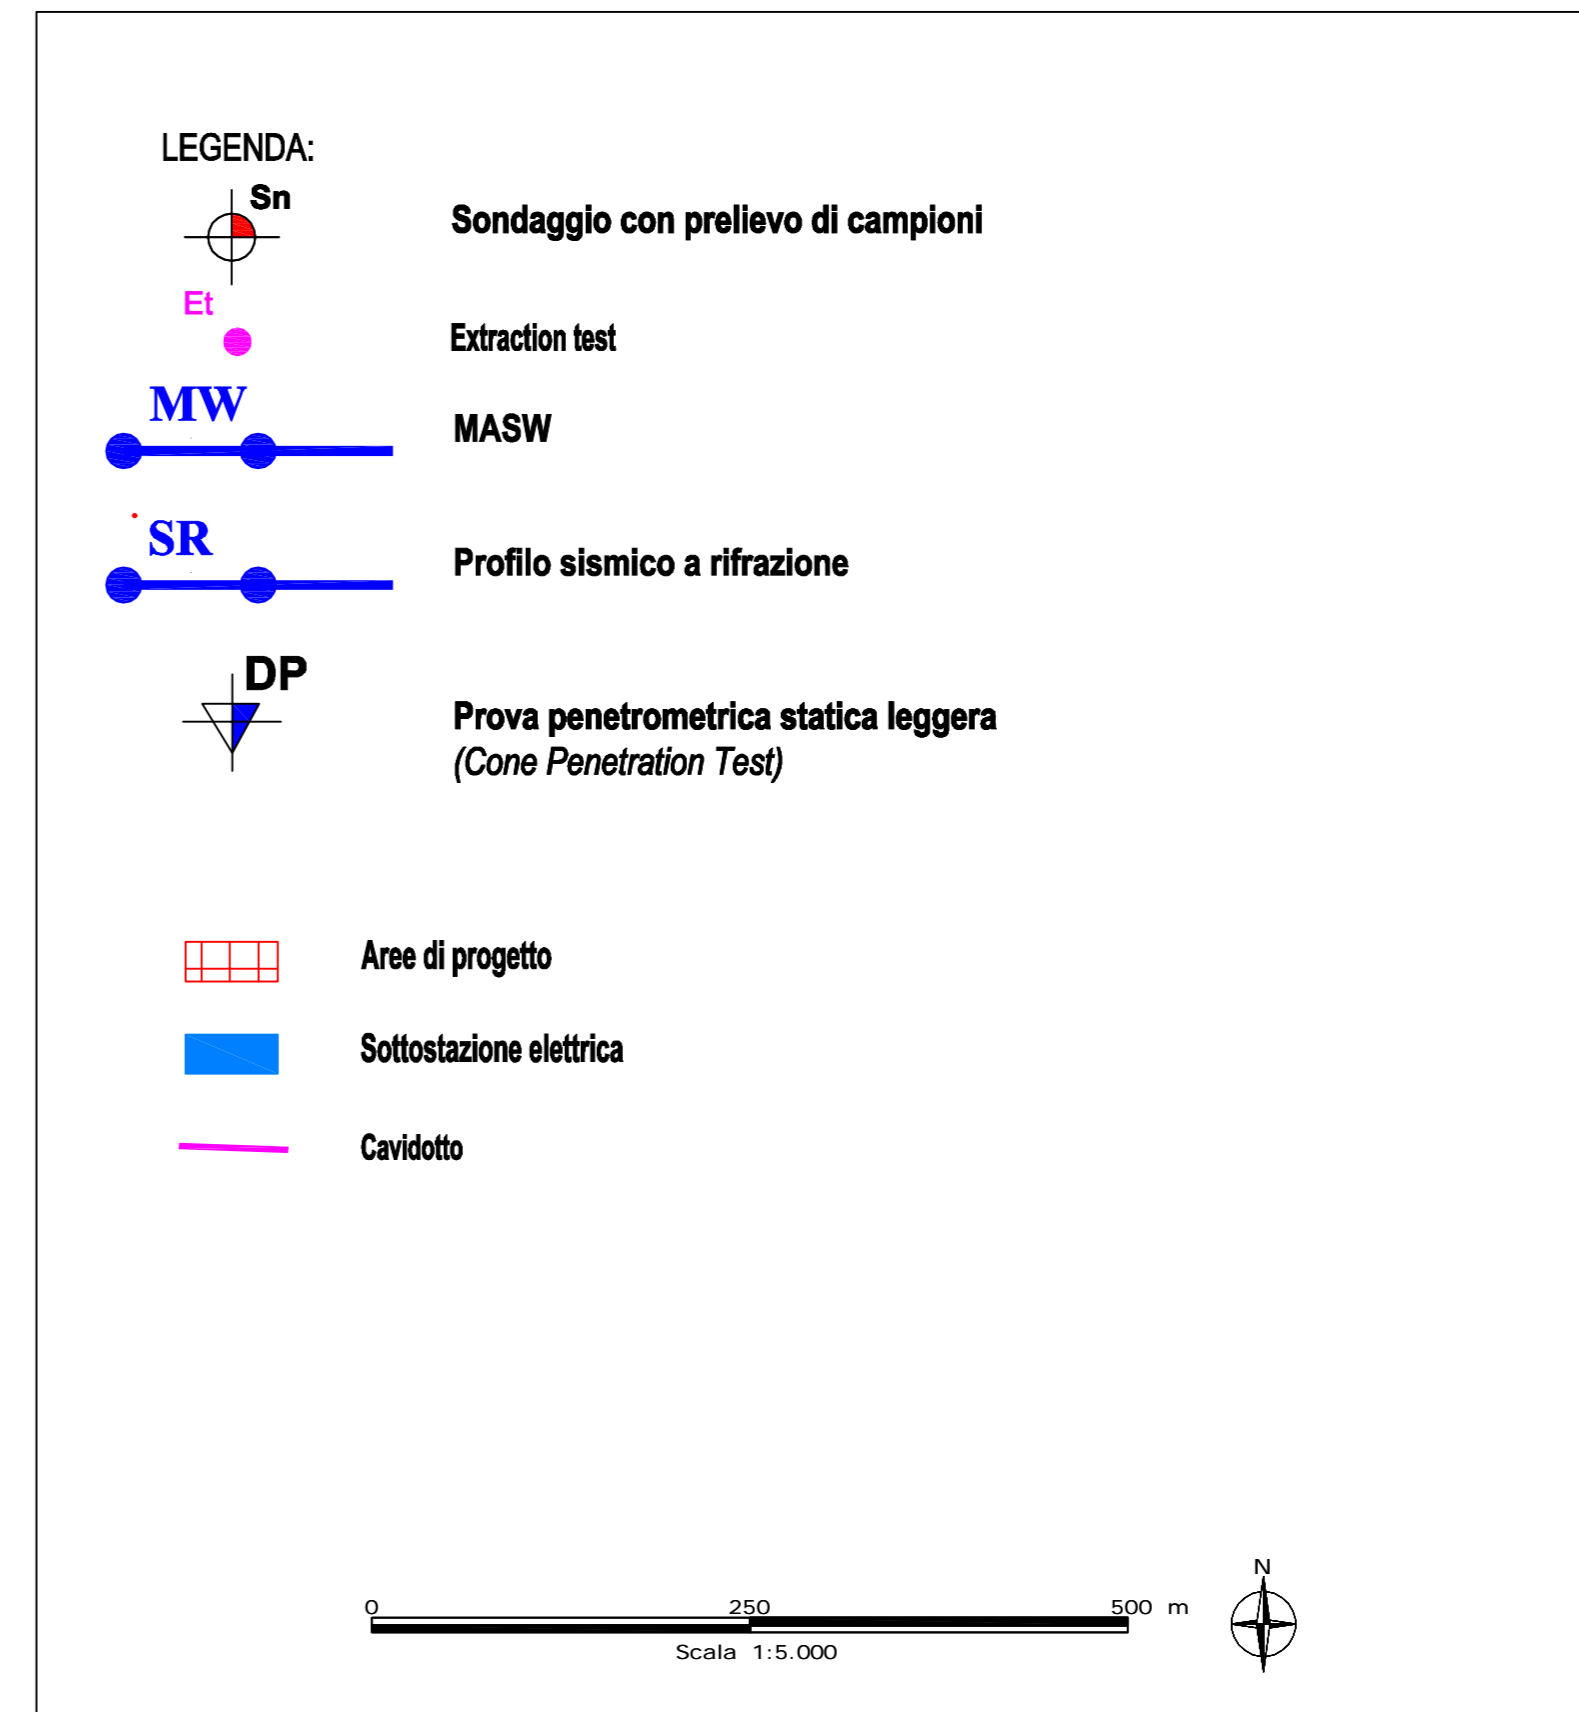 LEGENDA:
Sn
Sondaggio con prelievo di campioni
Et
Extraction test
MW
MASW
SR
Profilo sismico a rifrazione
DP
Prova penetrometrica statica leggera
(Cone Penetration Test)
Aree di progetto
Sottostazione elettrica
Cavidotto
N
0 250 500 m
Scala 1:5.000